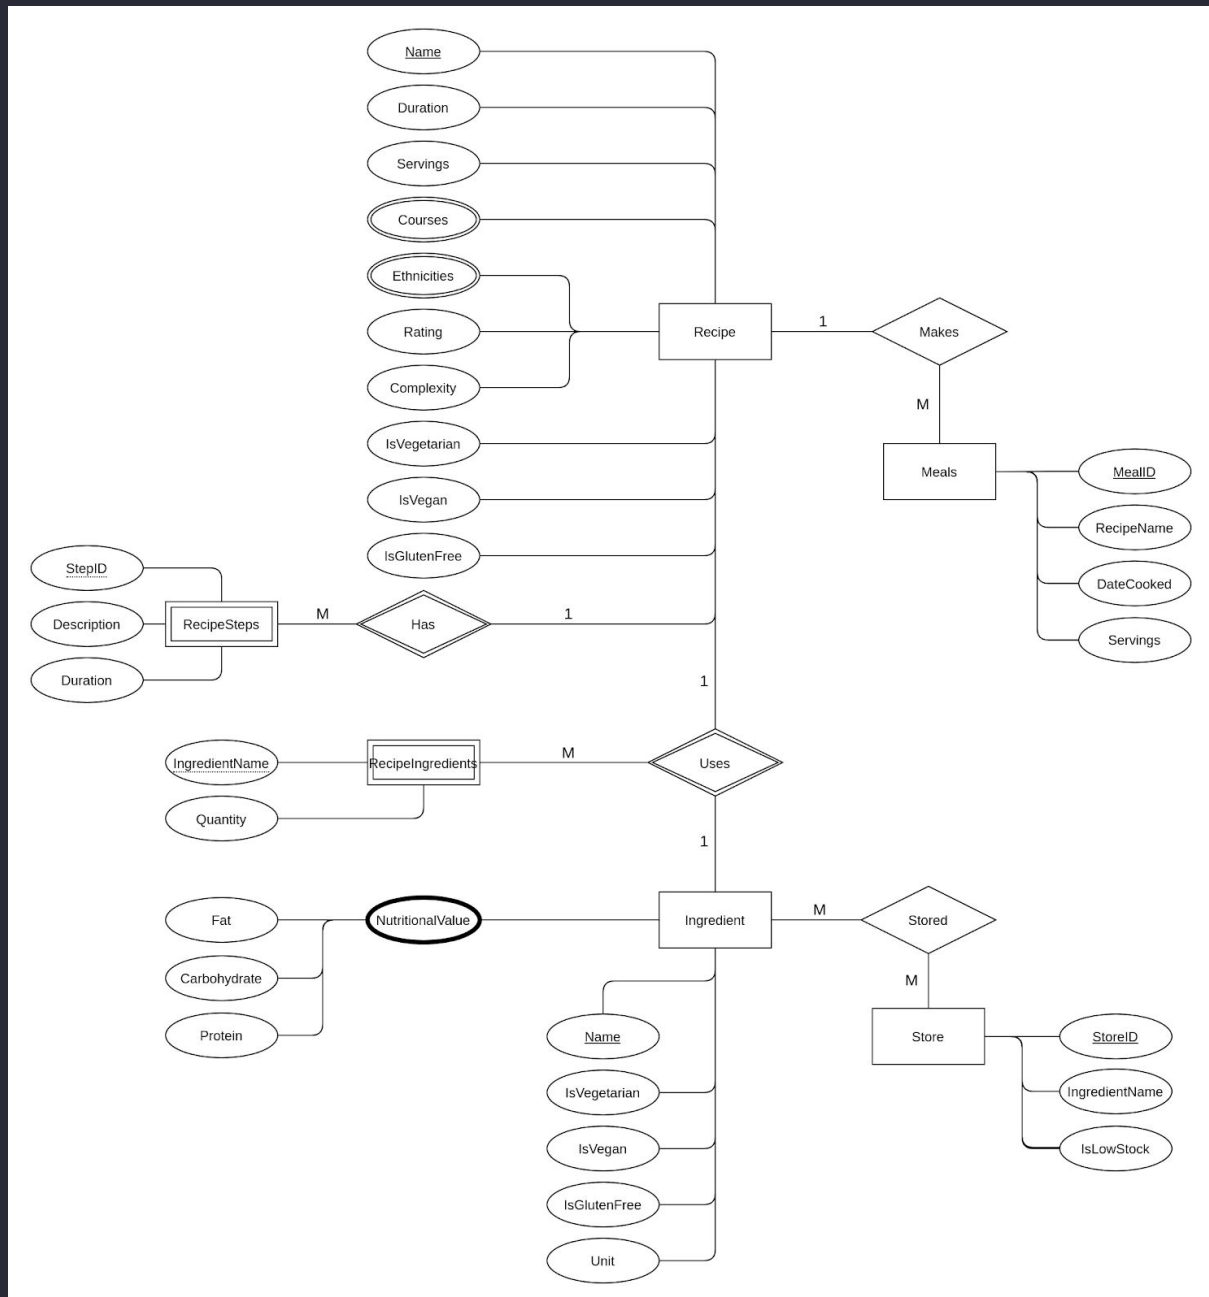 Name
Duration
Servings
Courses
Ethnicities
Rating
Recipe
1
Makes
Complexity
M
IsVegetarian
Meals
MealID
IsVegan
RecipeName
IsGlutenFree
StepID
DateCooked
Description
RecipeSteps
M
Has
1
Servings
Duration
1
IngredientName
RecipeIngredients
M
Uses
Quantity
1
Fat
NutritionalValue
Ingredient
M
Stored
Carbohydrate
M
Protein
Name
Store
StoreID
IsVegetarian
IngredientName
IsVegan
IsLowStock
IsGlutenFree
Unit